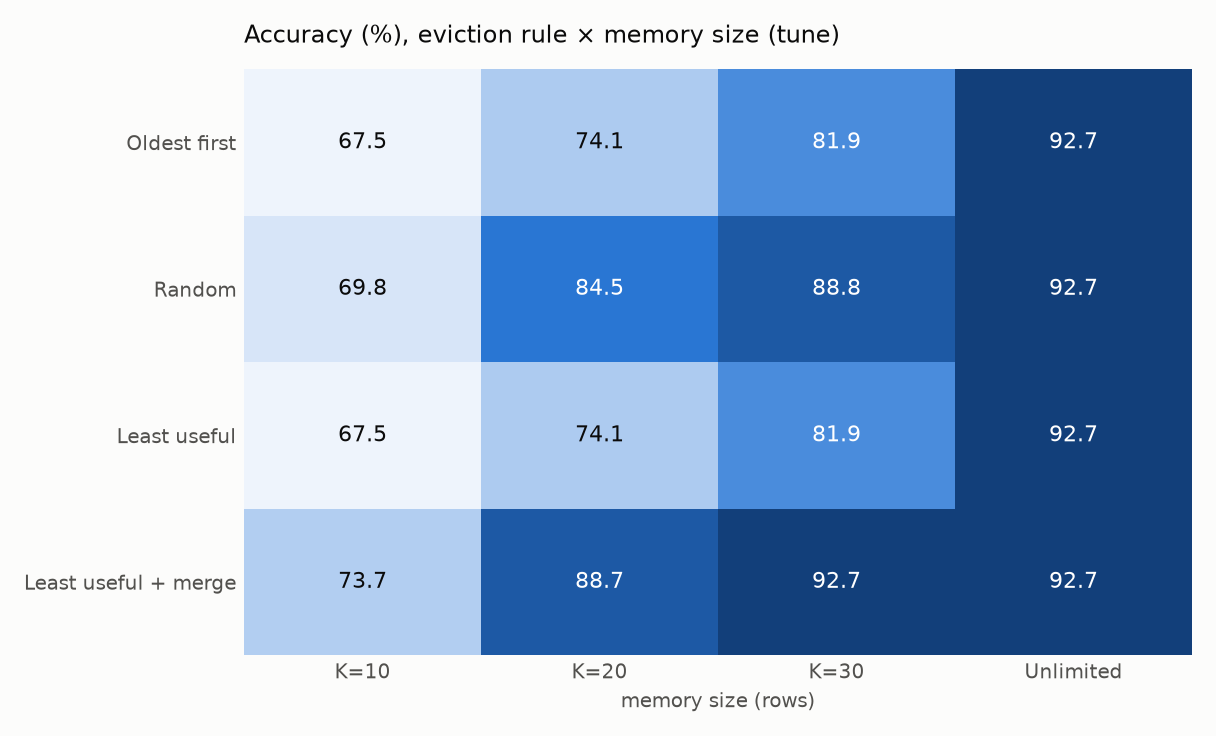 Accuracy (%), eviction rule × memory size (tune)
Oldest first 67.5 74.1 81.9 92.7
Random 69.8 84.5 88.8 92.7
Least useful 67.5 74.1 81.9 92.7
Least useful + merge 73.7 88.7 92.7 92.7
K=10 K=20 K=30 Unlimited
memory size (rows)